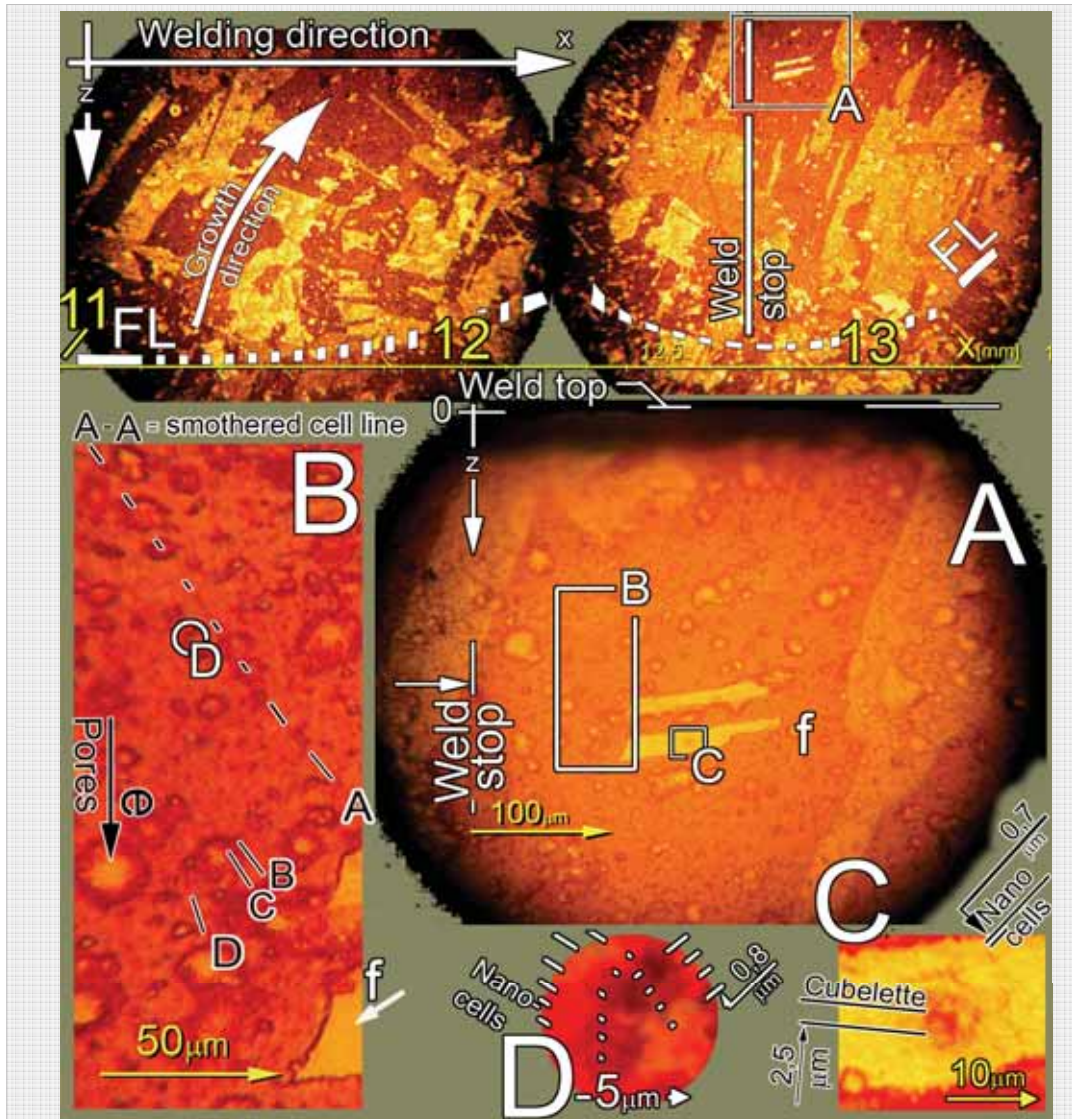 Welding direction
x
z
A
Growth
direction
Weld
stop
FL
11
FL
12
12,5
13
X(mm)
1
Weld top
0
z
A-A = smothered cell line
B
A
D
A
Pores
e
B
C
D
f
50μm
B
C
f
Weld
stop
100μm
C
0,7
μm
Nano
cells
Nano-
cells
0,8
μm
D
5μm
Cubelette
2,5
μm
10μm